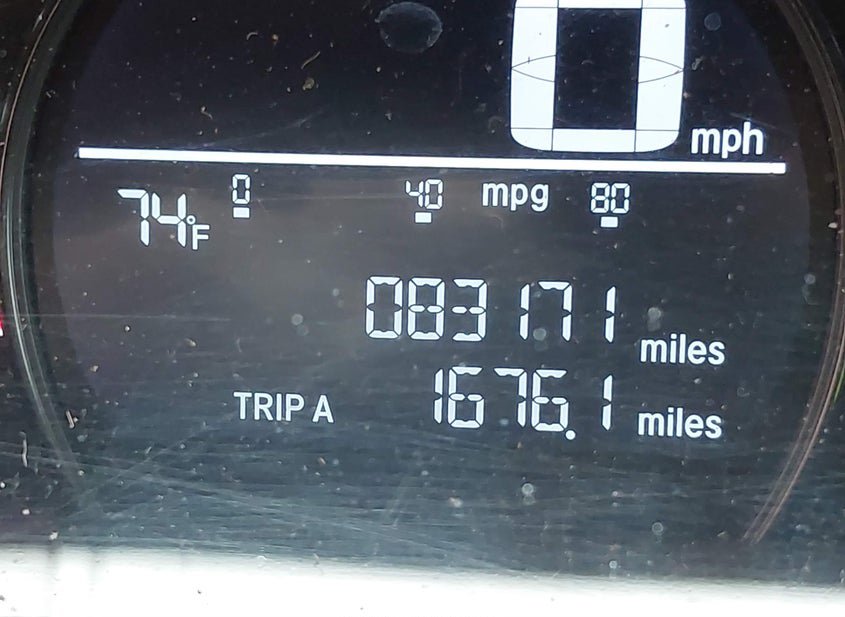 0 mph
0 40 mpg 80
74°F
083171 miles
TRIP A 1676.1 miles